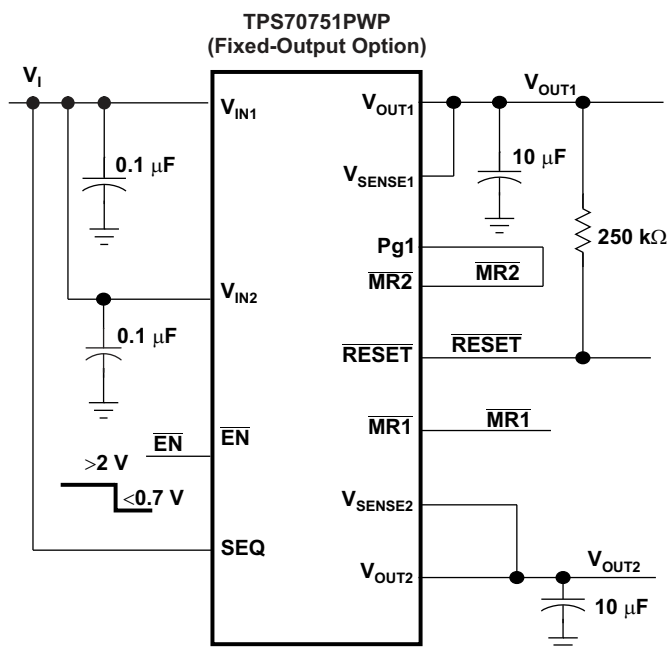 TPS70751PWP
(Fixed-Output Option)
VI
VIN1
VOUT1
VOUT1
0.1 μF
10 μF
VSENSE1
250 kΩ
Pg1
MR2
MR2
VIN2
0.1 μF
RESET
RESET
EN
EN
MR1
MR1
>2 V
<0.7 V
VSENSE2
SEQ
VOUT2
VOUT2
10 μF